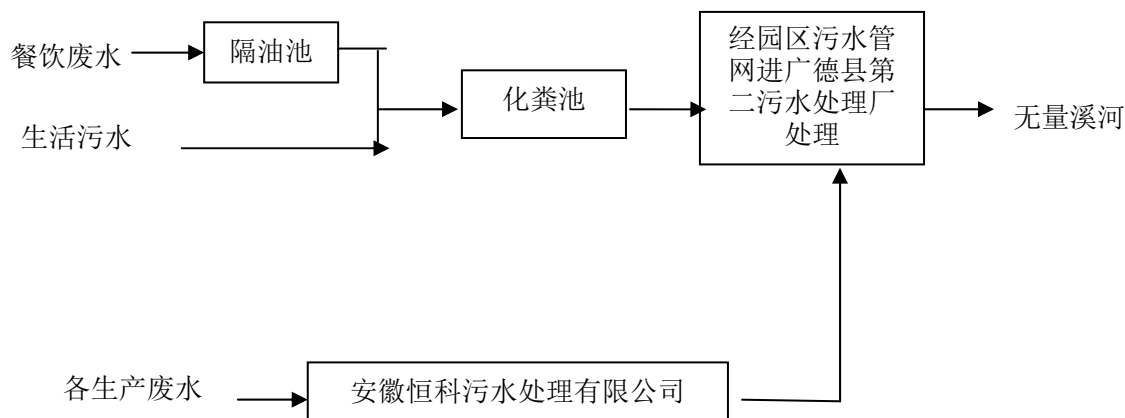 餐饮废水
隔油池
生活污水
化粪池
经园区污水管
网进广德县第
二污水处理厂
处理
无量溪河
各生产废水
安徽恒科污水处理有限公司